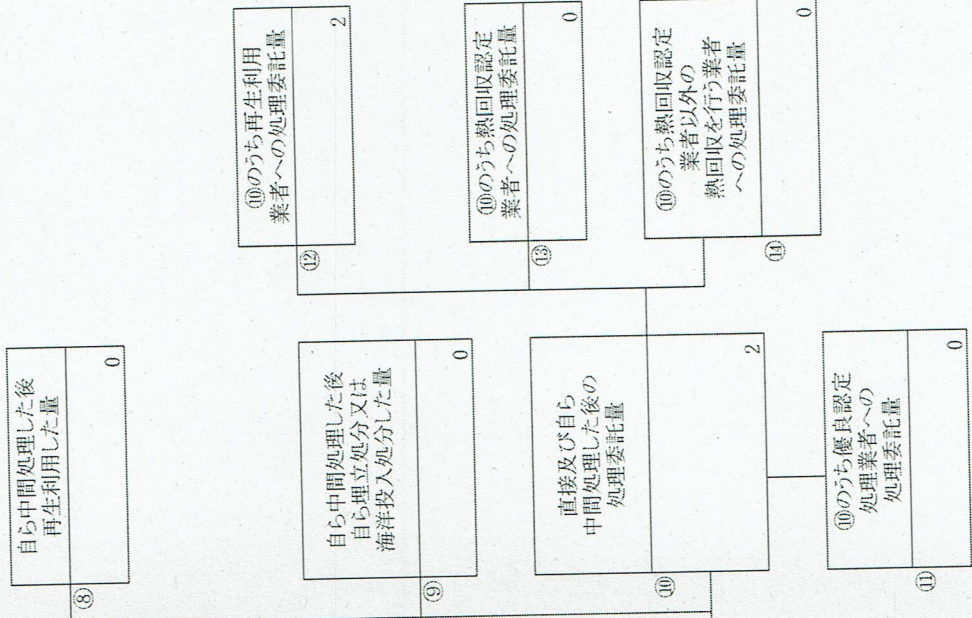 ⑧
自ら中間処理した後
再生利用した量
0
⑨
自ら中間処理した後
自ら埋立処分又は
海洋投入処分した量
0
⑩
直接及び自ら
中間処理した後の
処理委託量
2
⑪
⑩のうち優良認定
処理業者への
処理委託量
0
⑫
⑩のうち再生利用
業者への処理委託量
2
⑬
⑩のうち熱回収認定
業者への処理委託量
0
⑭
⑩のうち熱回収認定
業者以外の
熱回収を行う業者
への処理委託量
0